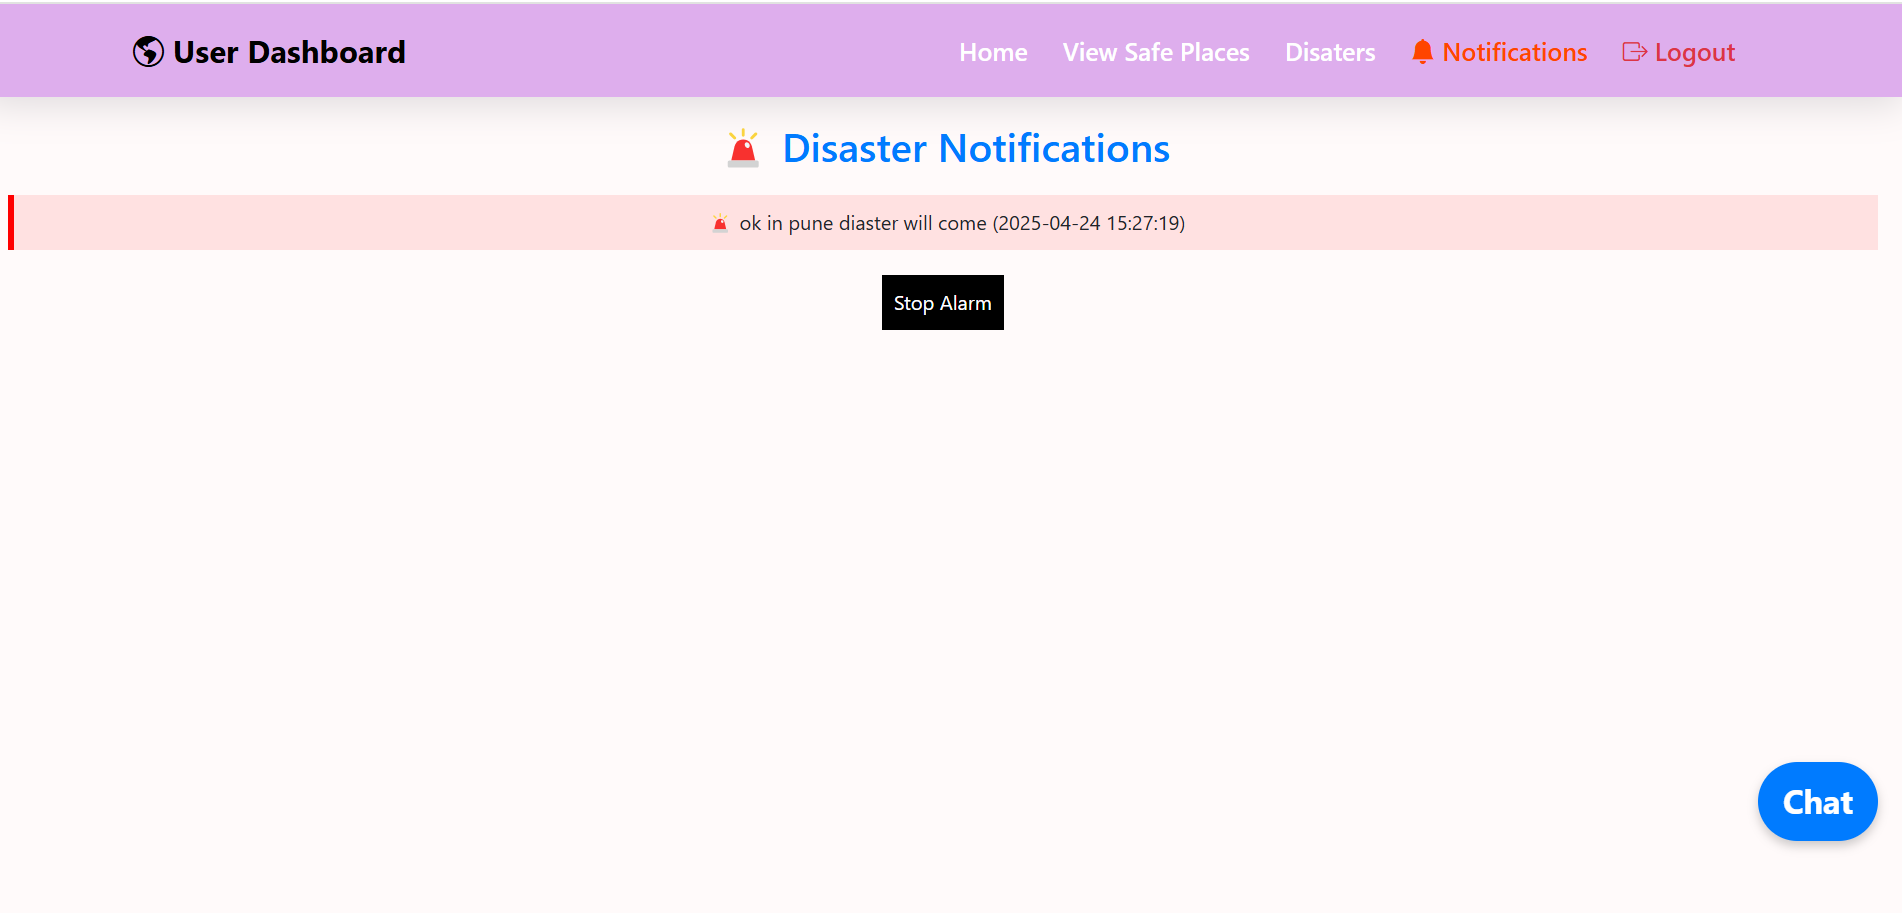 User Dashboard
Home View Safe Places Disaters Notifications Logout
Disaster Notifications
ok in pune diaster will come (2025-04-24 15:27:19)
Stop Alarm
Chat